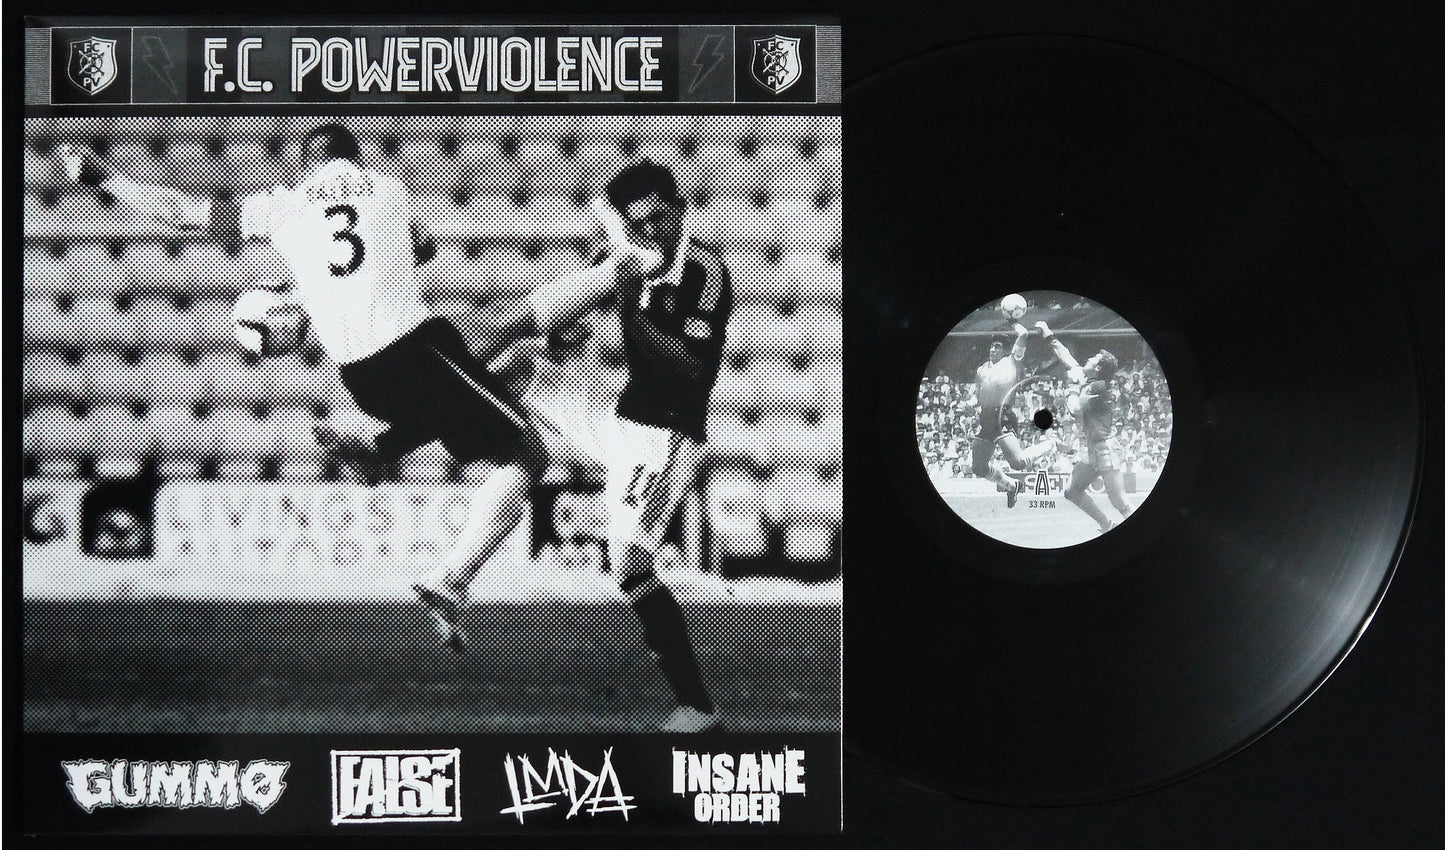 F.C. POWERVIOLENCE
FC
PV
FC
PV
3
A
33 RPM
GUMMO
FALSE
LMDA
INSANE
ORDER